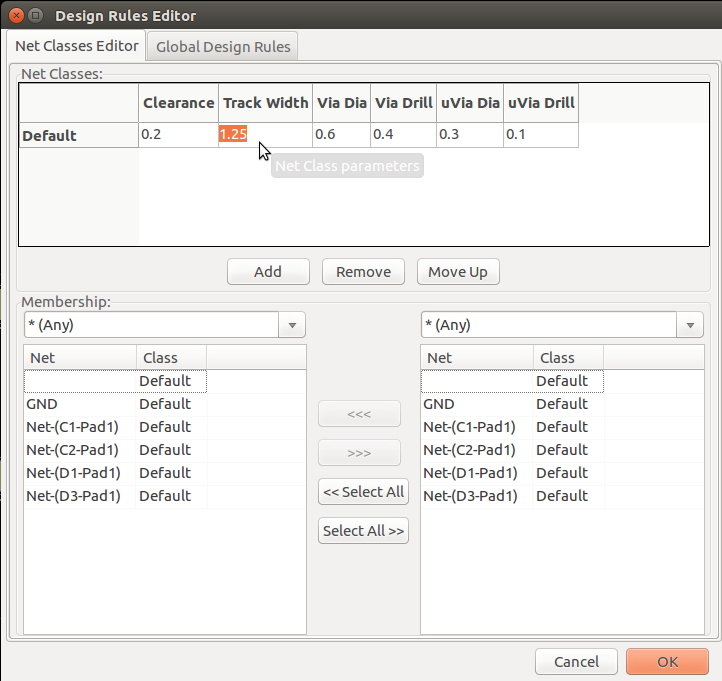 Design Rules Editor
Net Classes Editor Global Design Rules
Net Classes:
Clearance Track Width Via Dia Via Drill uVia Dia uVia Drill
Default 0.2 1.25 0.6 0.4 0.3 0.1
Net Class parameters
Add Remove Move Up
Membership:
* (Any) * (Any)
Net Class Net Class
Default Default
GND Default GND Default
<<<
Net-(C1-Pad1) Default Net-(C1-Pad1) Default
Net-(C2-Pad1) Default >>> Net-(C2-Pad1) Default
Net-(D1-Pad1) Default Net-(D1-Pad1) Default
Net-(D3-Pad1) Default << Select All Net-(D3-Pad1) Default
Select All >>
Cancel OK